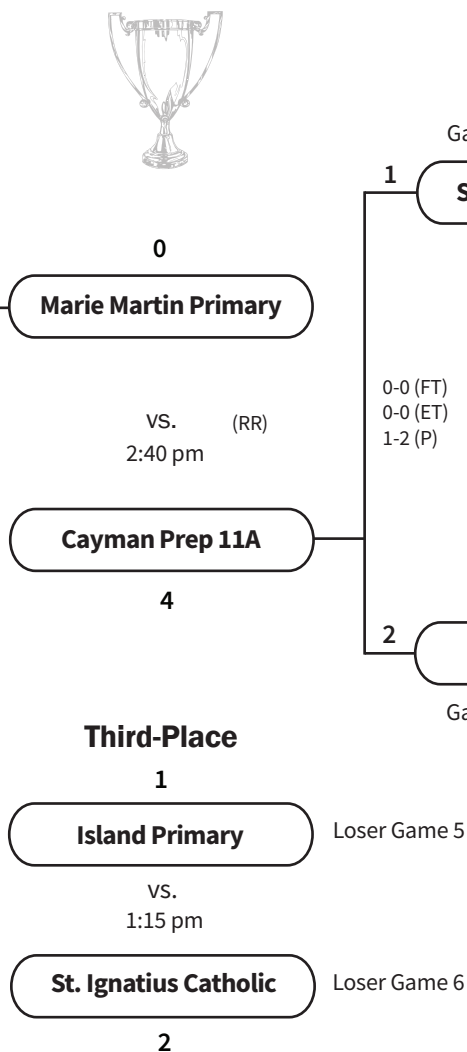 Ga
1
S
0
Marie Martin Primary
0-0 (FT)
0-0 (ET)
1-2 (P)
vs. (RR)
2:40 pm
Cayman Prep 11A
4
2
Ga
Third-Place
1
Island Primary
Loser Game 5
vs.
1:15 pm
St. Ignatius Catholic
Loser Game 6
2